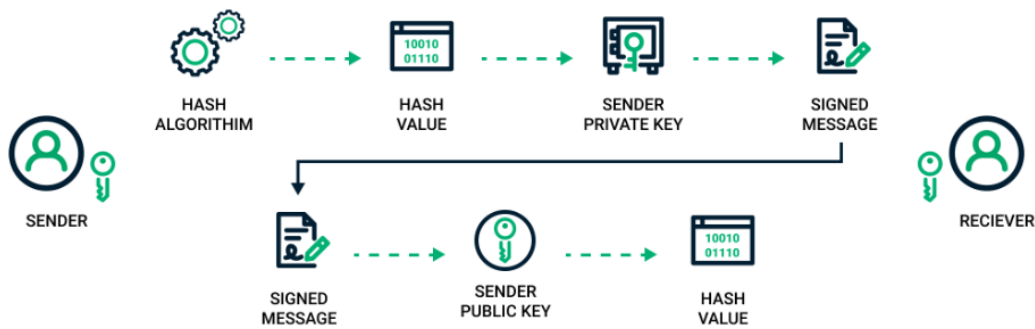 10010
01110
HASH
ALGORITHIM
HASH
VALUE
SENDER
PRIVATE KEY
SIGNED
MESSAGE
SENDER
RECIEVER
10010
01110
SIGNED
MESSAGE
SENDER
PUBLIC KEY
HASH
VALUE